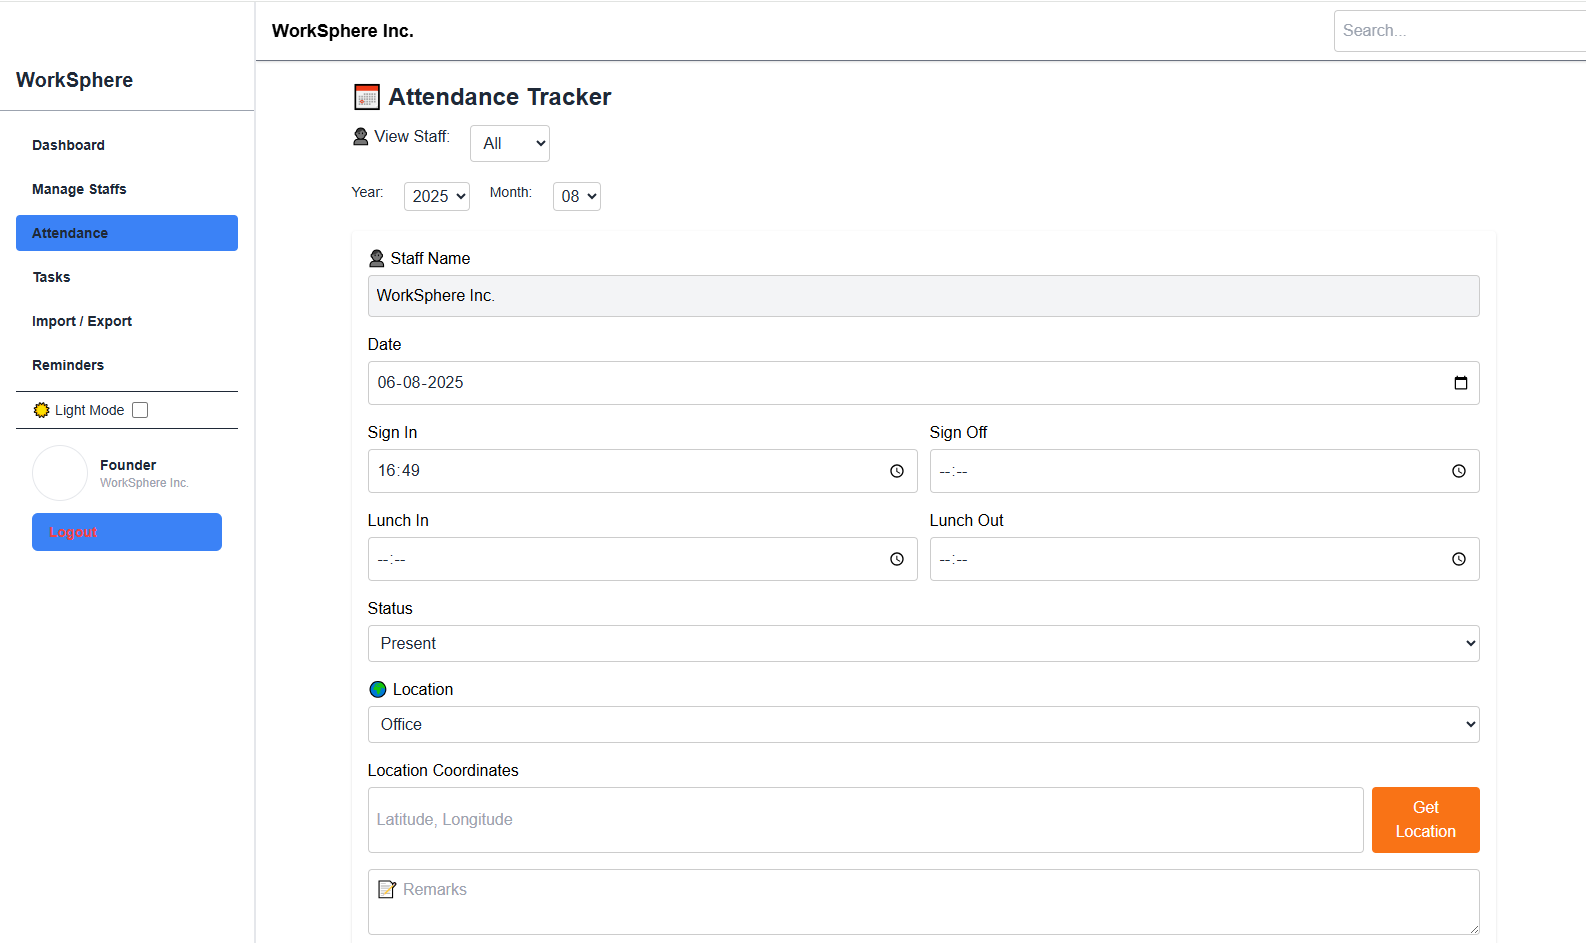 WorkSphere Inc.
Search...
WorkSphere
Dashboard
Manage Staffs
Attendance
Tasks
Import / Export
Reminders
Light Mode
Founder
WorkSphere Inc.
Logout
Attendance Tracker
View Staff: All
Year: 2025 Month: 08
Staff Name
WorkSphere Inc.
Date
06-08-2025
Sign In Sign Off
16:49 --:--
Lunch In Lunch Out
--:-- --:--
Status
Present
Location
Office
Location Coordinates
Latitude, Longitude
Get
Location
Remarks